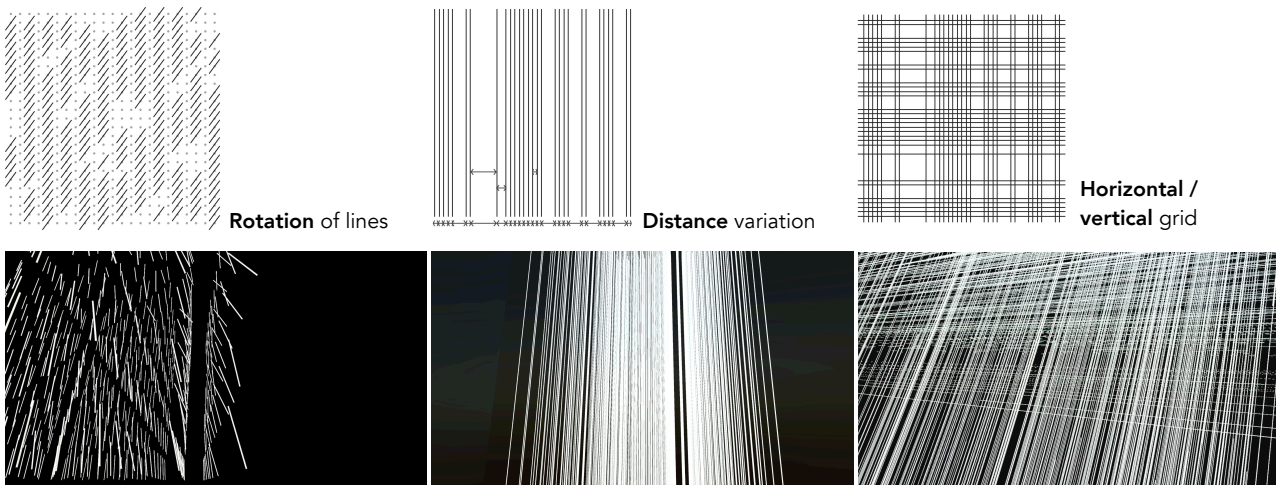 Rotation of lines
Distance variation
Horizontal /
vertical grid